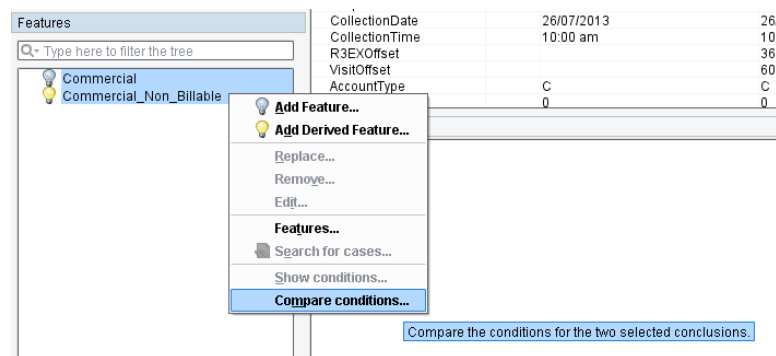 Features
Type here to filter the tree
Commercial
Commercial_Non_Billable
CollectionDate 26/07/2013 26/
CollectionTime 10:00 am 10
R3EXOffset 36
VisitOffset 60
AccountType C C
0 0
Add Feature...
Add Derived Feature...
Replace...
Remove...
Edit...
Features...
Search for cases...
Show conditions...
Compare conditions...
Compare the conditions for the two selected conclusions.